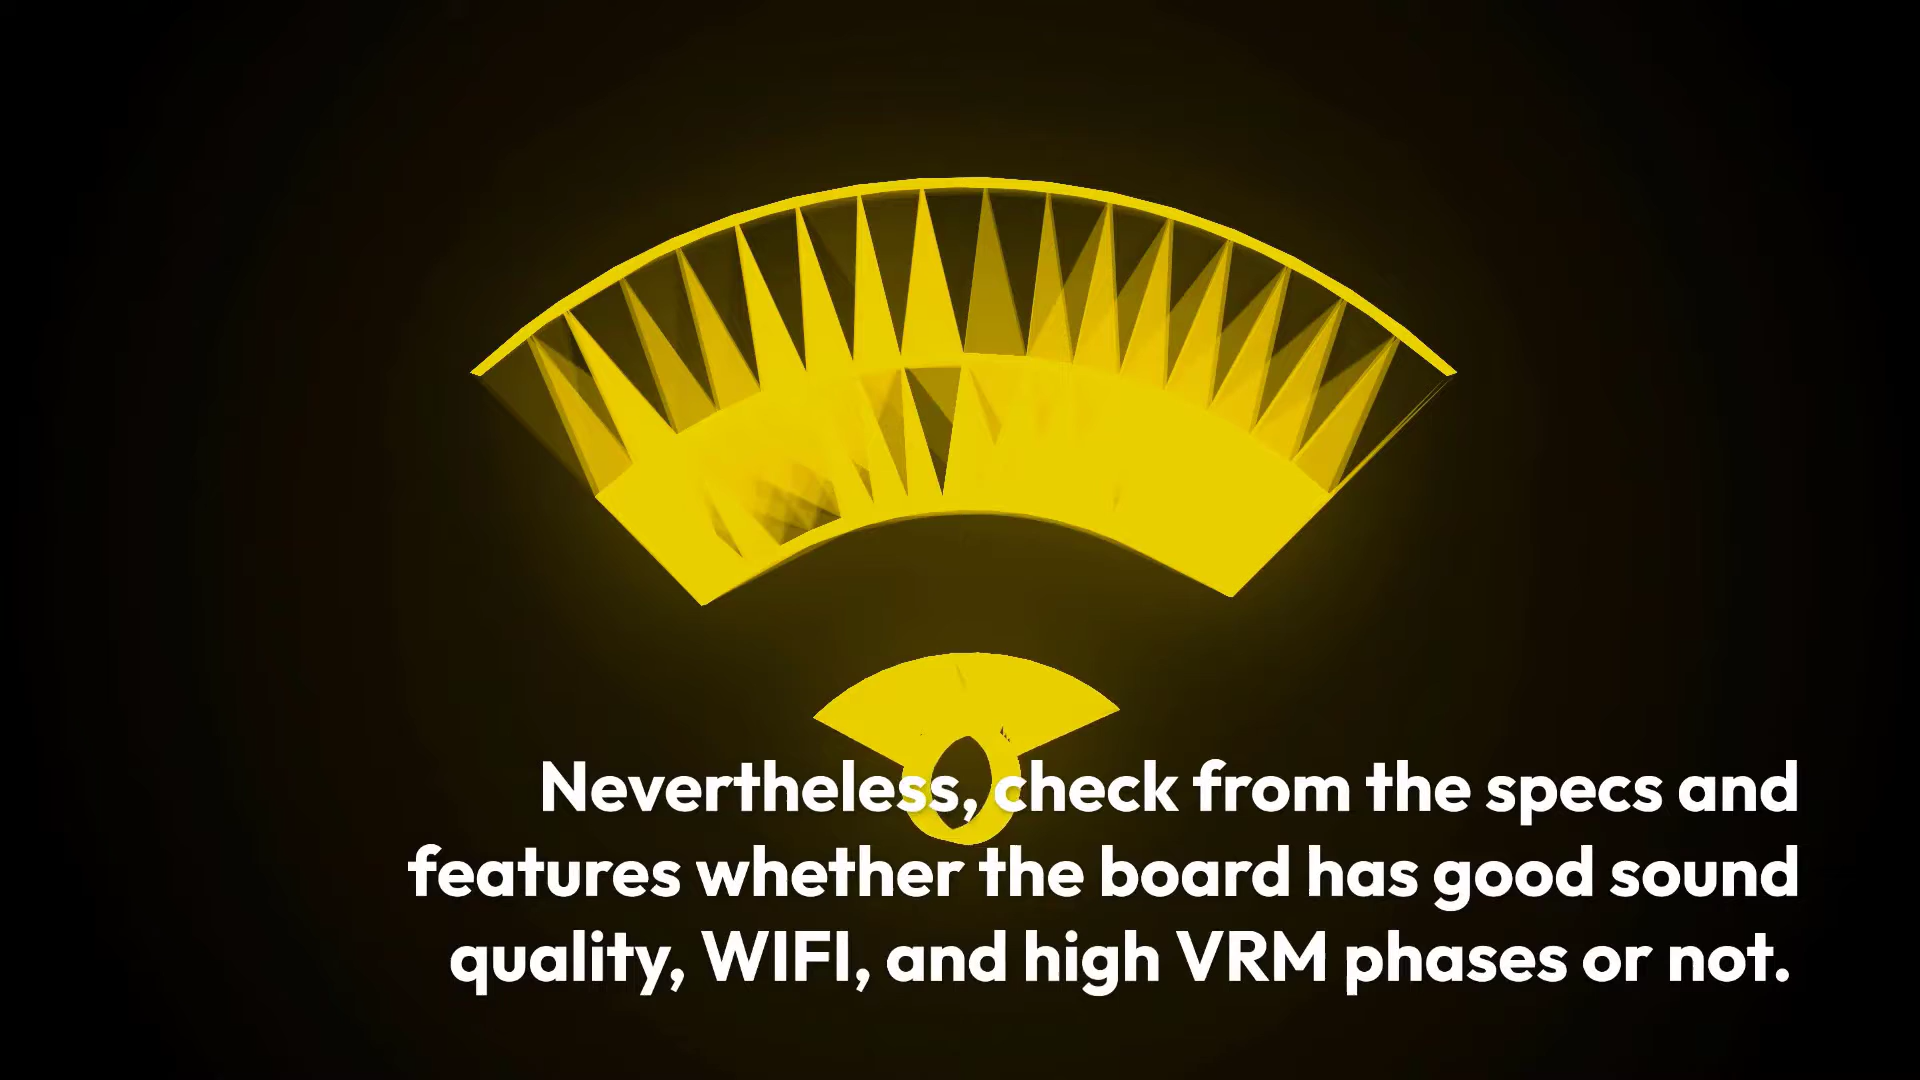 Nevertheless, check from the specs and
features whether the board has good sound
quality, WIFI, and high VRM phases or not.